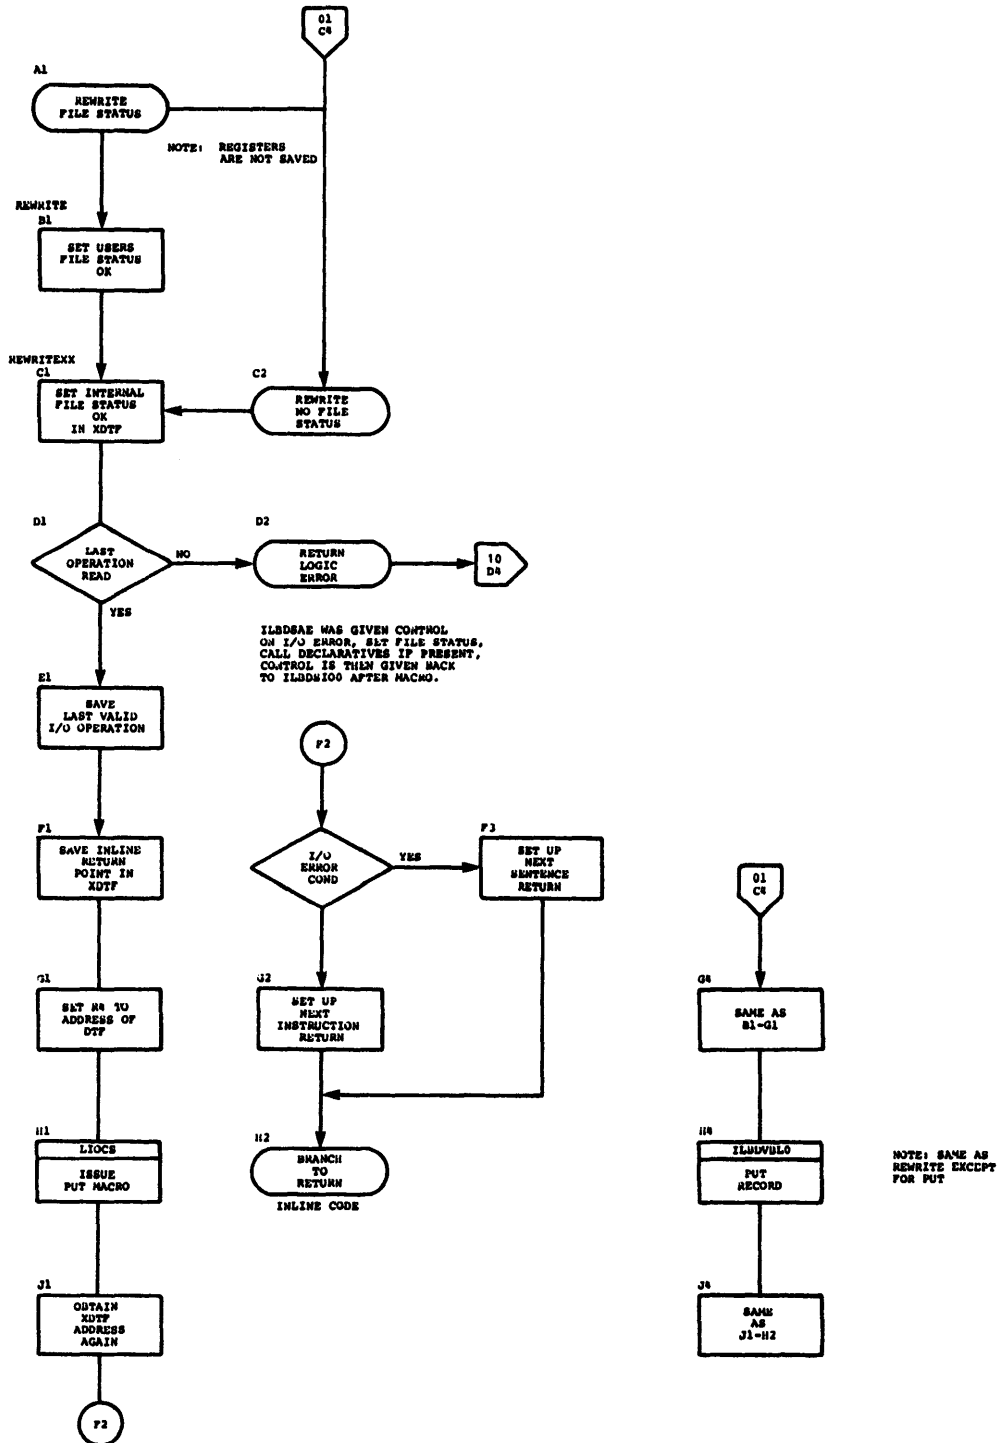 01
C4
A1
REWRITE
FILE STATUS
NOTE: REGISTERS
ARE NOT SAVED
REWRITE
B1
SET USERS
FILE STATUS
OK
REWRITEXX
C1
SET INTERNAL
FILE STATUS
OK
IN XDTF
C2
REWRITE
NO FILE
STATUS
D1
LAST
OPERATION
READ
NO
YES
D2
RETURN
LOGIC
ERROR
10
D4
ILBDSAE WAS GIVEN CONTROL
ON I/O ERROR, SET FILE STATUS,
CALL DECLARATIVES IF PRESENT,
CONTROL IS THEN GIVEN BACK
TO ILBDSIO0 AFTER MACRO.
E1
SAVE
LAST VALID
I/O OPERATION
F2
F1
SAVE INLINE
RETURN
POINT IN
XDTF
I/O
ERROR
COND
YES
F3
SET UP
NEXT
SENTENCE
RETURN
01
C4
G1
SET R4 TO
ADDRESS OF
DTF
G2
SET UP
NEXT
INSTRUCTION
RETURN
G4
SAME AS
B1-G1
H1
LIOCS
ISSUE
PUT MACRO
H2
BRANCH
TO
RETURN
INLINE CODE
H4
ILBDVBL0
PUT
RECORD
NOTE: SAME AS
REWRITE EXCEPT
FOR PUT
J1
OBTAIN
XDTF
ADDRESS
AGAIN
J4
SAME
AS
J1-H2
F2